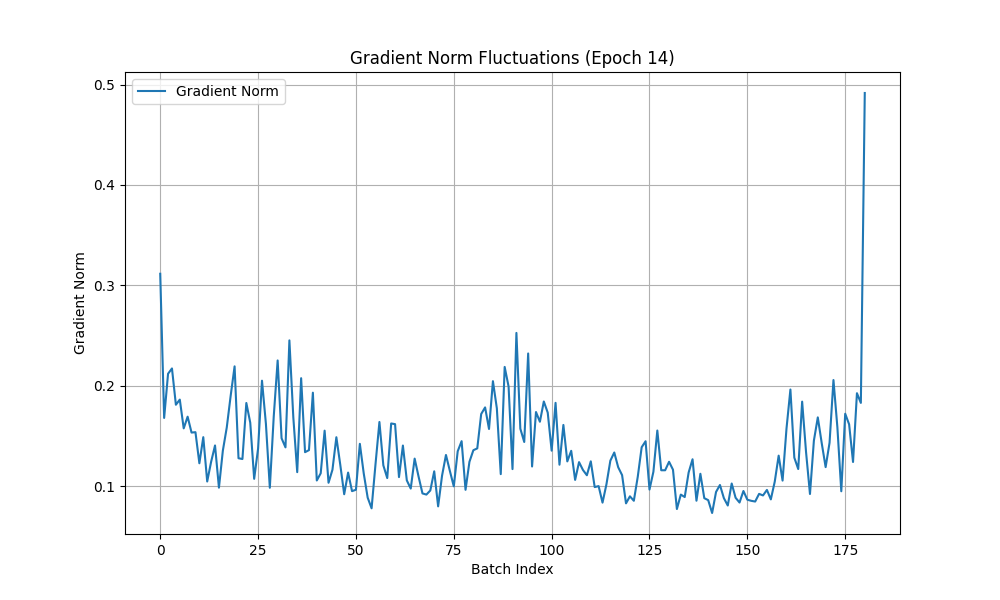 Gradient Norm Fluctuations (Epoch 14)
Gradient Norm
0.5
0.4
0.3
0.2
0.1
Gradient Norm
0 25 50 75 100 125 150 175
Batch Index